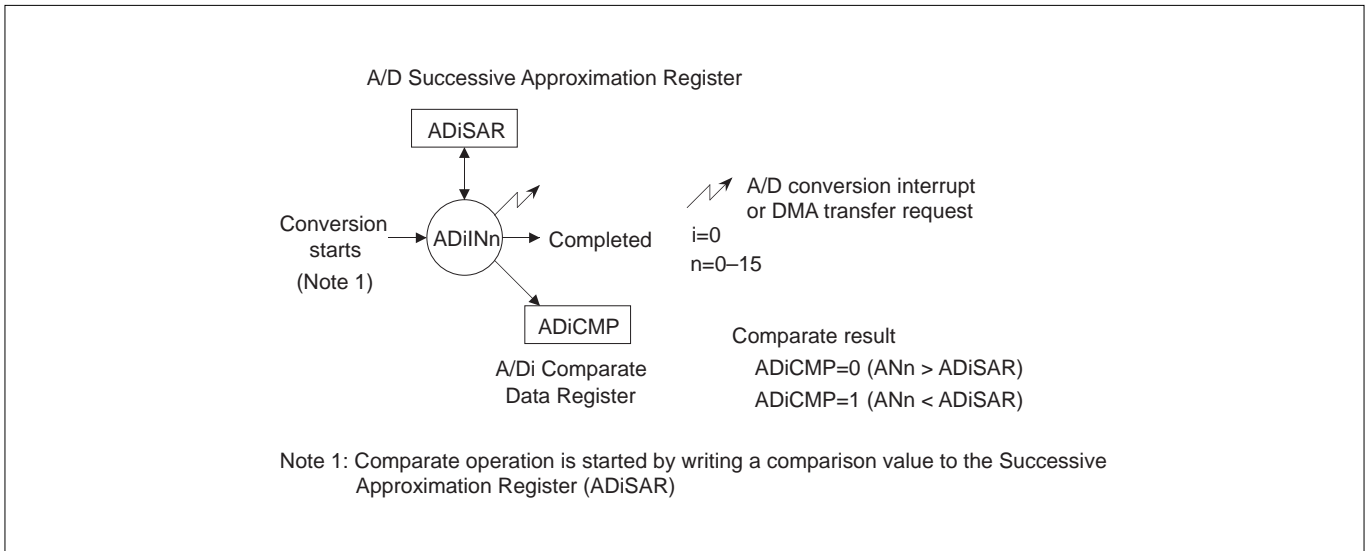 A/D Successive Approximation Register
ADiSAR
A/D conversion interrupt
or DMA transfer request
Conversion
starts
(Note 1)
ADiINn
Completed
i=0
n=0–15
ADiCMP
A/Di Comparate
Data Register
Comparate result
ADiCMP=0 (ANn > ADiSAR)
ADiCMP=1 (ANn < ADiSAR)
Note 1: Comparate operation is started by writing a comparison value to the Successive
Approximation Register (ADiSAR)